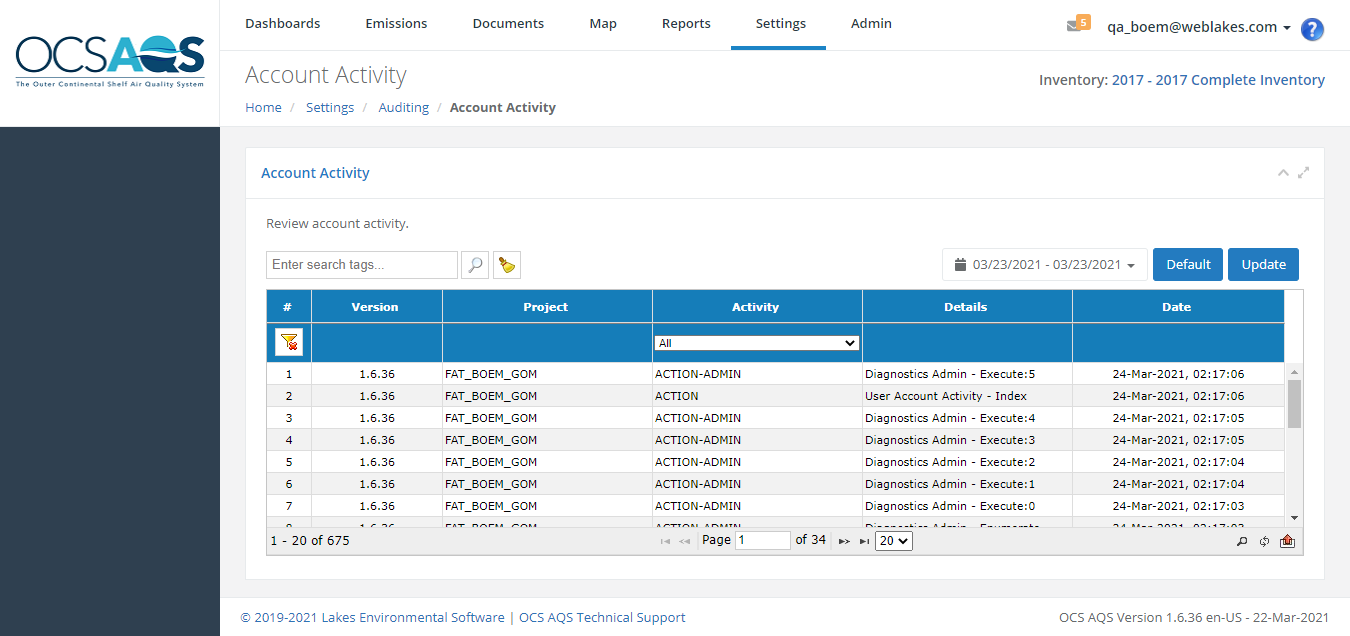 OCSAQS
The Outer Continental Shelf Air Quality System
Dashboards Emissions Documents Map Reports Settings Admin
5 qa_boem@weblakes.com ?
Account Activity
Inventory: 2017 - 2017 Complete Inventory
Home / Settings / Auditing / Account Activity
Account Activity
Review account activity.
Enter search tags... 03/23/2021 - 03/23/2021 Default Update
# Version Project Activity Details Date
All
1 1.6.36 FAT_BOEM_GOM ACTION-ADMIN Diagnostics Admin - Execute:5 24-Mar-2021, 02:17:06
2 1.6.36 FAT_BOEM_GOM ACTION User Account Activity - Index 24-Mar-2021, 02:17:06
3 1.6.36 FAT_BOEM_GOM ACTION-ADMIN Diagnostics Admin - Execute:4 24-Mar-2021, 02:17:05
4 1.6.36 FAT_BOEM_GOM ACTION-ADMIN Diagnostics Admin - Execute:3 24-Mar-2021, 02:17:05
5 1.6.36 FAT_BOEM_GOM ACTION-ADMIN Diagnostics Admin - Execute:2 24-Mar-2021, 02:17:04
6 1.6.36 FAT_BOEM_GOM ACTION-ADMIN Diagnostics Admin - Execute:1 24-Mar-2021, 02:17:04
7 1.6.36 FAT_BOEM_GOM ACTION-ADMIN Diagnostics Admin - Execute:0 24-Mar-2021, 02:17:03
1 - 20 of 675 Page 1 of 34 20
© 2019-2021 Lakes Environmental Software | OCS AQS Technical Support
OCS AQS Version 1.6.36 en-US - 22-Mar-2021